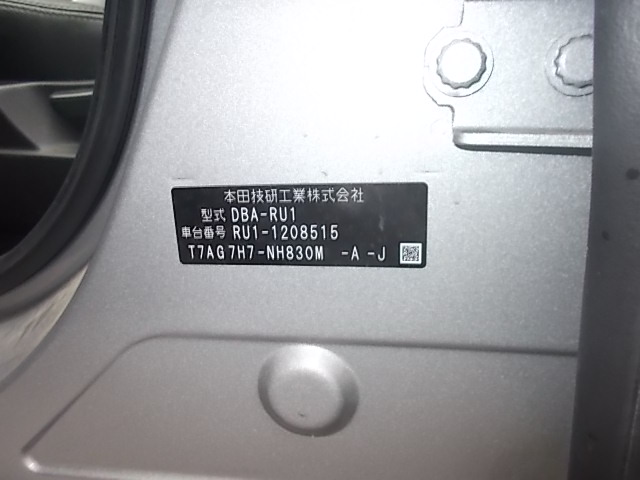 本田技研工業株式会社
型式 DBA-RU1
車台番号 RU1-1208515
T7AG7H7-NH830M -A-J